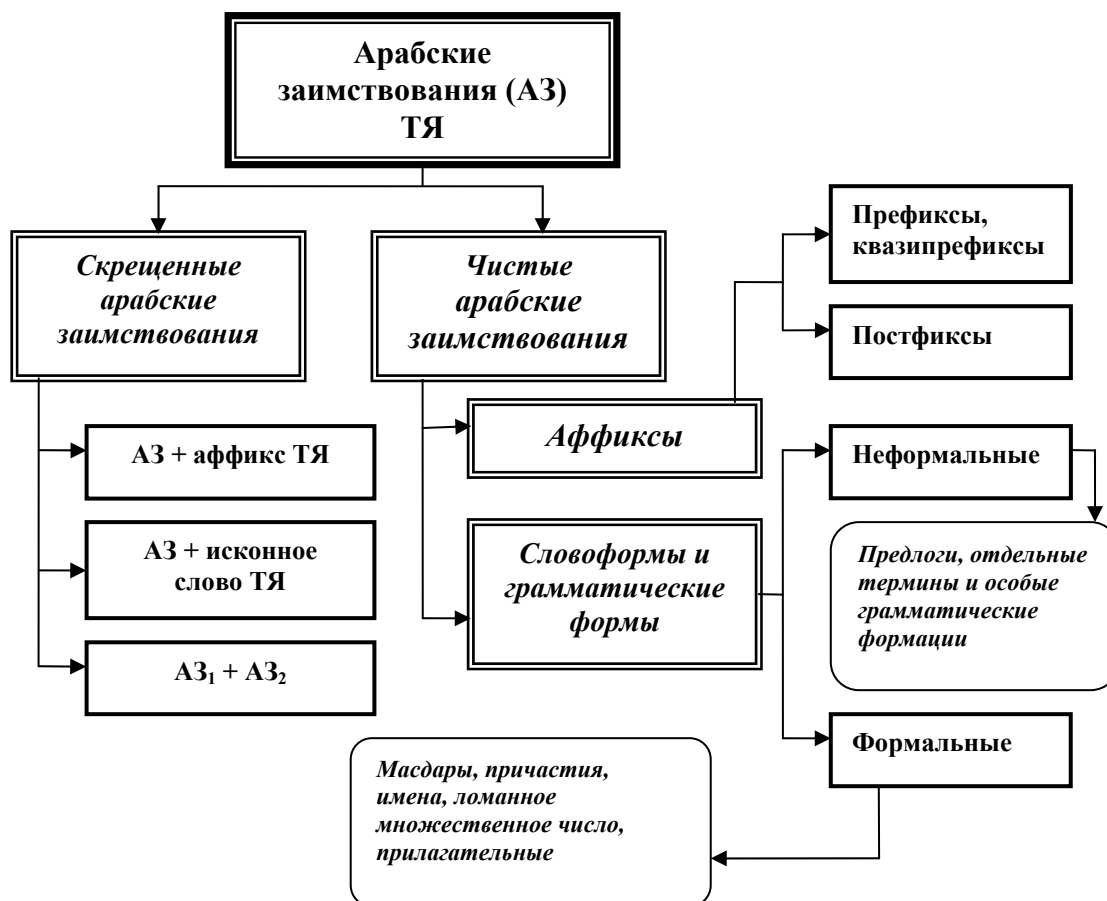 Арабские
заимствования (АЗ)
ТЯ
Скрещенные
арабские
заимствования
Чистые
арабские
заимствования
Префиксы,
квазипрефиксы
Постфиксы
Аффиксы
АЗ + аффикс ТЯ
АЗ + исконное
слово ТЯ
АЗ₁ + АЗ₂
Словоформы и
грамматические
формы
Неформальные
Предлоги, отдельные
термины и особые
грамматические
формации
Формальные
Масдары, причастия,
имена, ломанное
множественное число,
прилагательные